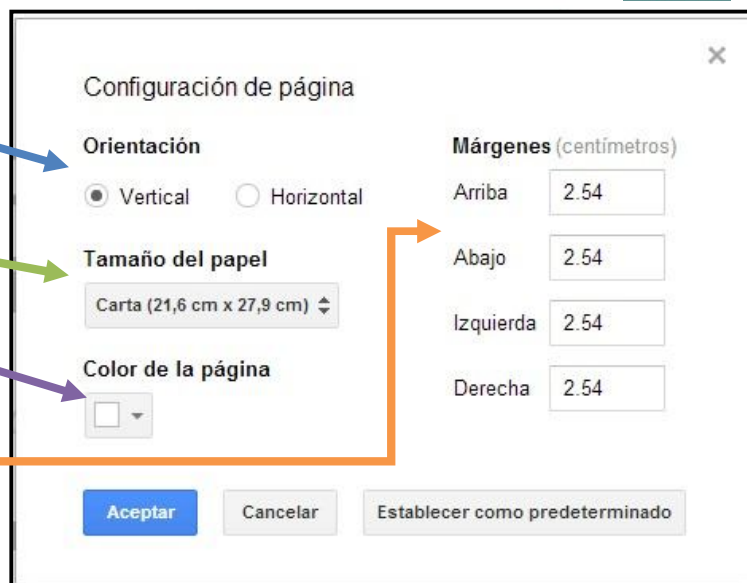 ×
Configuración de página
Orientación
Vertical Horizontal
Tamaño del papel
Carta (21,6 cm x 27,9 cm)
Color de la página
Márgenes (centímetros)
Arriba 2.54
Abajo 2.54
Izquierda 2.54
Derecha 2.54
Aceptar Cancelar Establecer como predeterminado